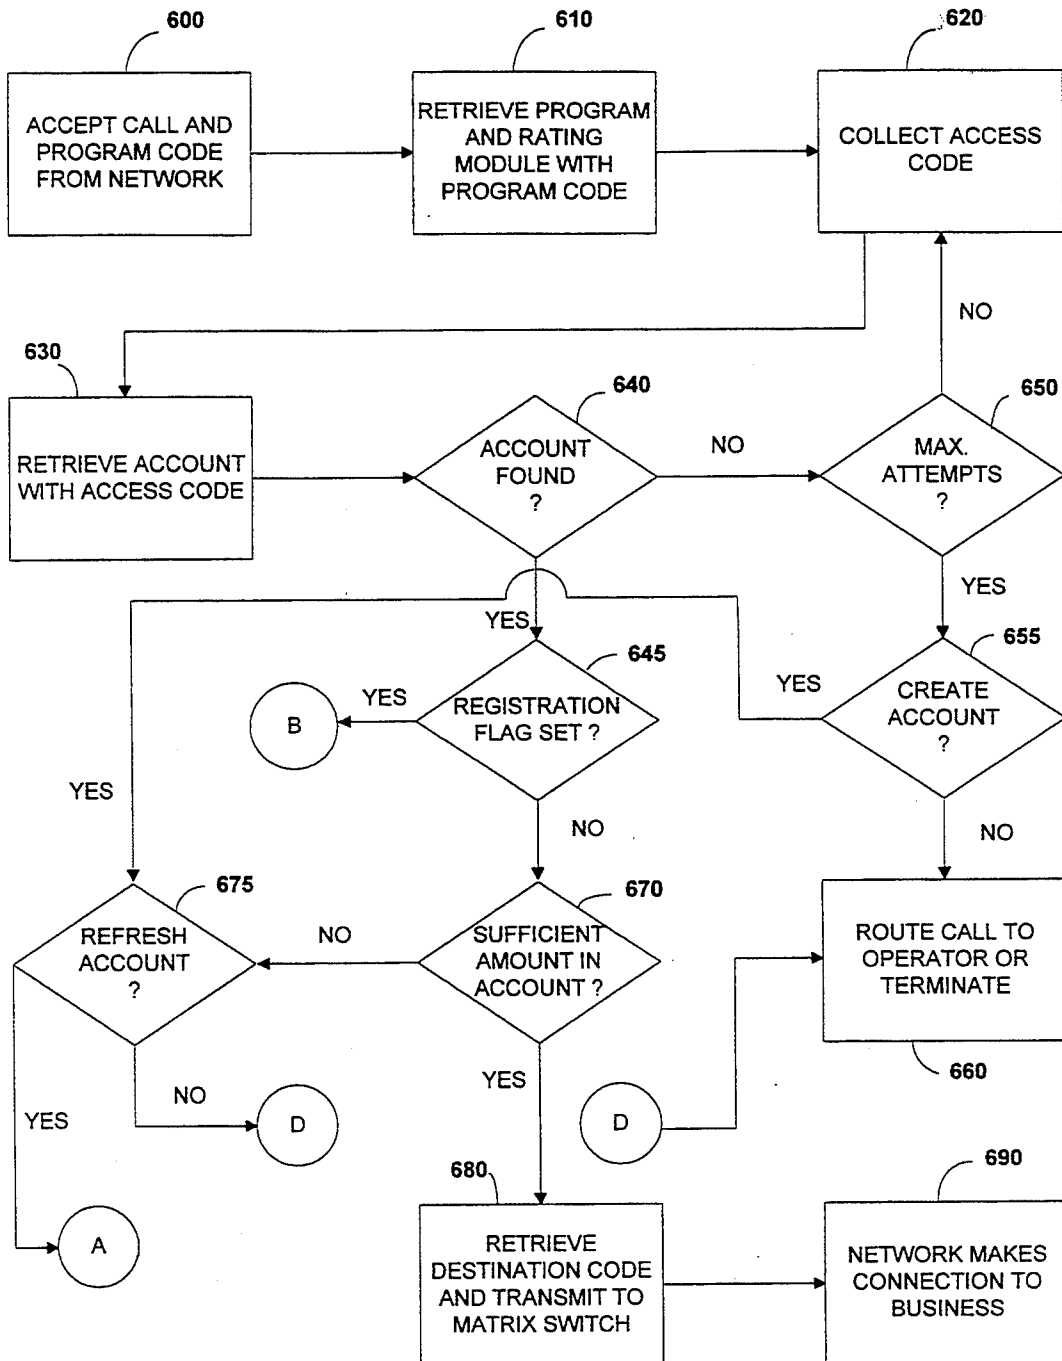 600
610
620
ACCEPT CALL AND
PROGRAM CODE
FROM NETWORK
RETRIEVE PROGRAM
AND RATING
MODULE WITH
PROGRAM CODE
COLLECT ACCESS
CODE
NO
630
640
650
RETRIEVE ACCOUNT
WITH ACCESS CODE
ACCOUNT
FOUND
?
NO
MAX.
ATTEMPTS
?
YES
YES
645
655
YES
REGISTRATION
FLAG SET ?
B
YES
CREATE
ACCOUNT
?
YES
NO
NO
675
670
REFRESH
ACCOUNT
?
NO
SUFFICIENT
AMOUNT IN
ACCOUNT ?
ROUTE CALL TO
OPERATOR OR
TERMINATE
660
YES
NO
D
YES
D
680
690
A
RETRIEVE
DESTINATION CODE
AND TRANSMIT TO
MATRIX SWITCH
NETWORK MAKES
CONNECTION TO
BUSINESS